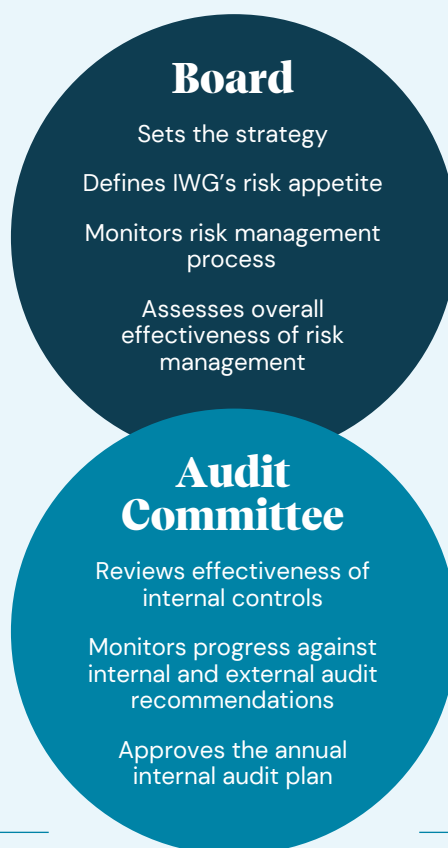 Board
Sets the strategy
Defines IWG’s risk appetite
Monitors risk management
process
Assesses overall
effectiveness of risk
management
Audit
Committee
Reviews effectiveness of
internal controls
Monitors progress against
internal and external audit
recommendations
Approves the annual
internal audit plan